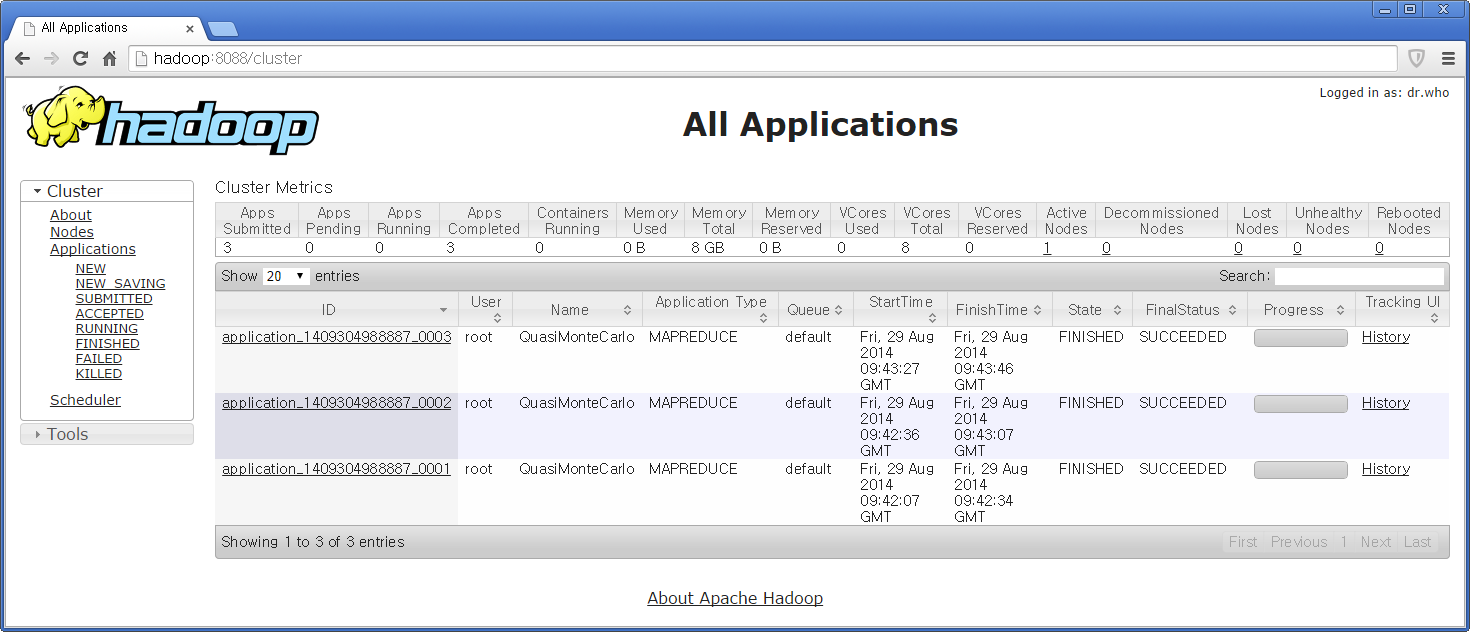 All Applications
hadoop:8088/cluster
Logged in as: dr.who
hadoop
All Applications
Cluster
About
Nodes
Applications
NEW
NEW_SAVING
SUBMITTED
ACCEPTED
RUNNING
FINISHED
FAILED
KILLED
Scheduler
Tools
Cluster Metrics
Apps Submitted Apps Pending Apps Running Apps Completed Containers Running Memory Used Memory Total Memory Reserved VCores Used VCores Total VCores Reserved Active Nodes Decommissioned Nodes Lost Nodes Unhealthy Nodes Rebooted Nodes
3 0 0 3 0 0 B 8 GB 0 B 0 8 0 1 0 0 0 0
Show 20 entries Search:
ID User Name Application Type Queue StartTime FinishTime State FinalStatus Progress Tracking UI
application_1409304988887_0003 root QuasiMonteCarlo MAPREDUCE default Fri, 29 Aug 2014 09:43:27 GMT Fri, 29 Aug 2014 09:43:46 GMT FINISHED SUCCEEDED History
application_1409304988887_0002 root QuasiMonteCarlo MAPREDUCE default Fri, 29 Aug 2014 09:42:36 GMT Fri, 29 Aug 2014 09:43:07 GMT FINISHED SUCCEEDED History
application_1409304988887_0001 root QuasiMonteCarlo MAPREDUCE default Fri, 29 Aug 2014 09:42:07 GMT Fri, 29 Aug 2014 09:42:34 GMT FINISHED SUCCEEDED History
Showing 1 to 3 of 3 entries First Previous 1 Next Last
About Apache Hadoop